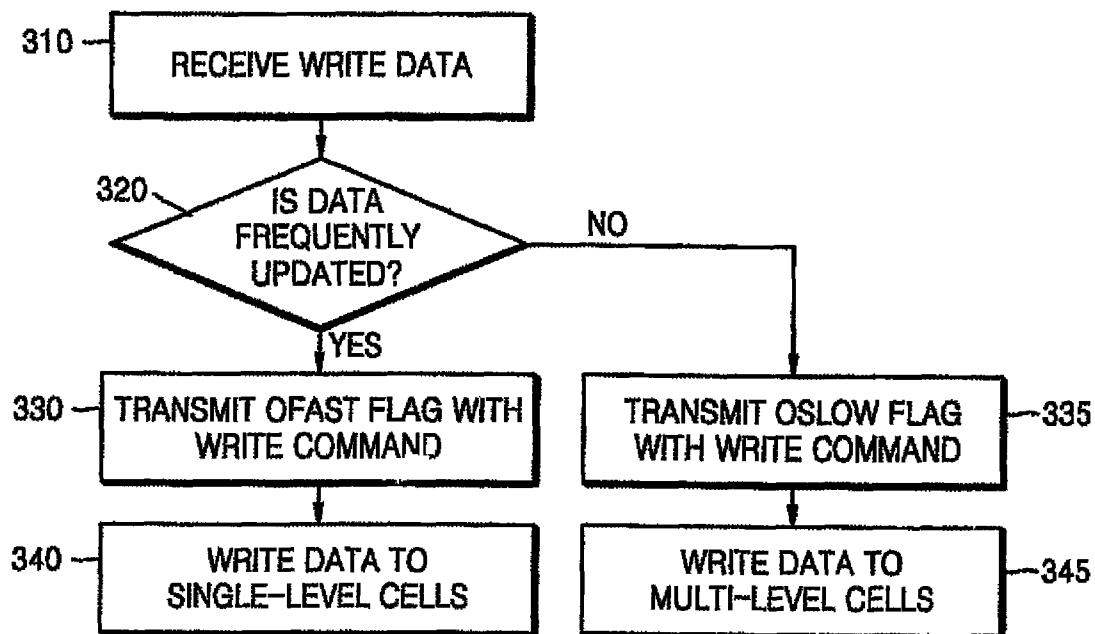 310
RECEIVE WRITE DATA
320
IS DATA
FREQUENTLY
UPDATED?
NO
YES
330
TRANSMIT OFAST FLAG WITH
WRITE COMMAND
TRANSMIT OSLOW FLAG
WITH WRITE COMMAND
335
340
WRITE DATA TO
SINGLE-LEVEL CELLS
WRITE DATA TO
MULTI-LEVEL CELLS
345